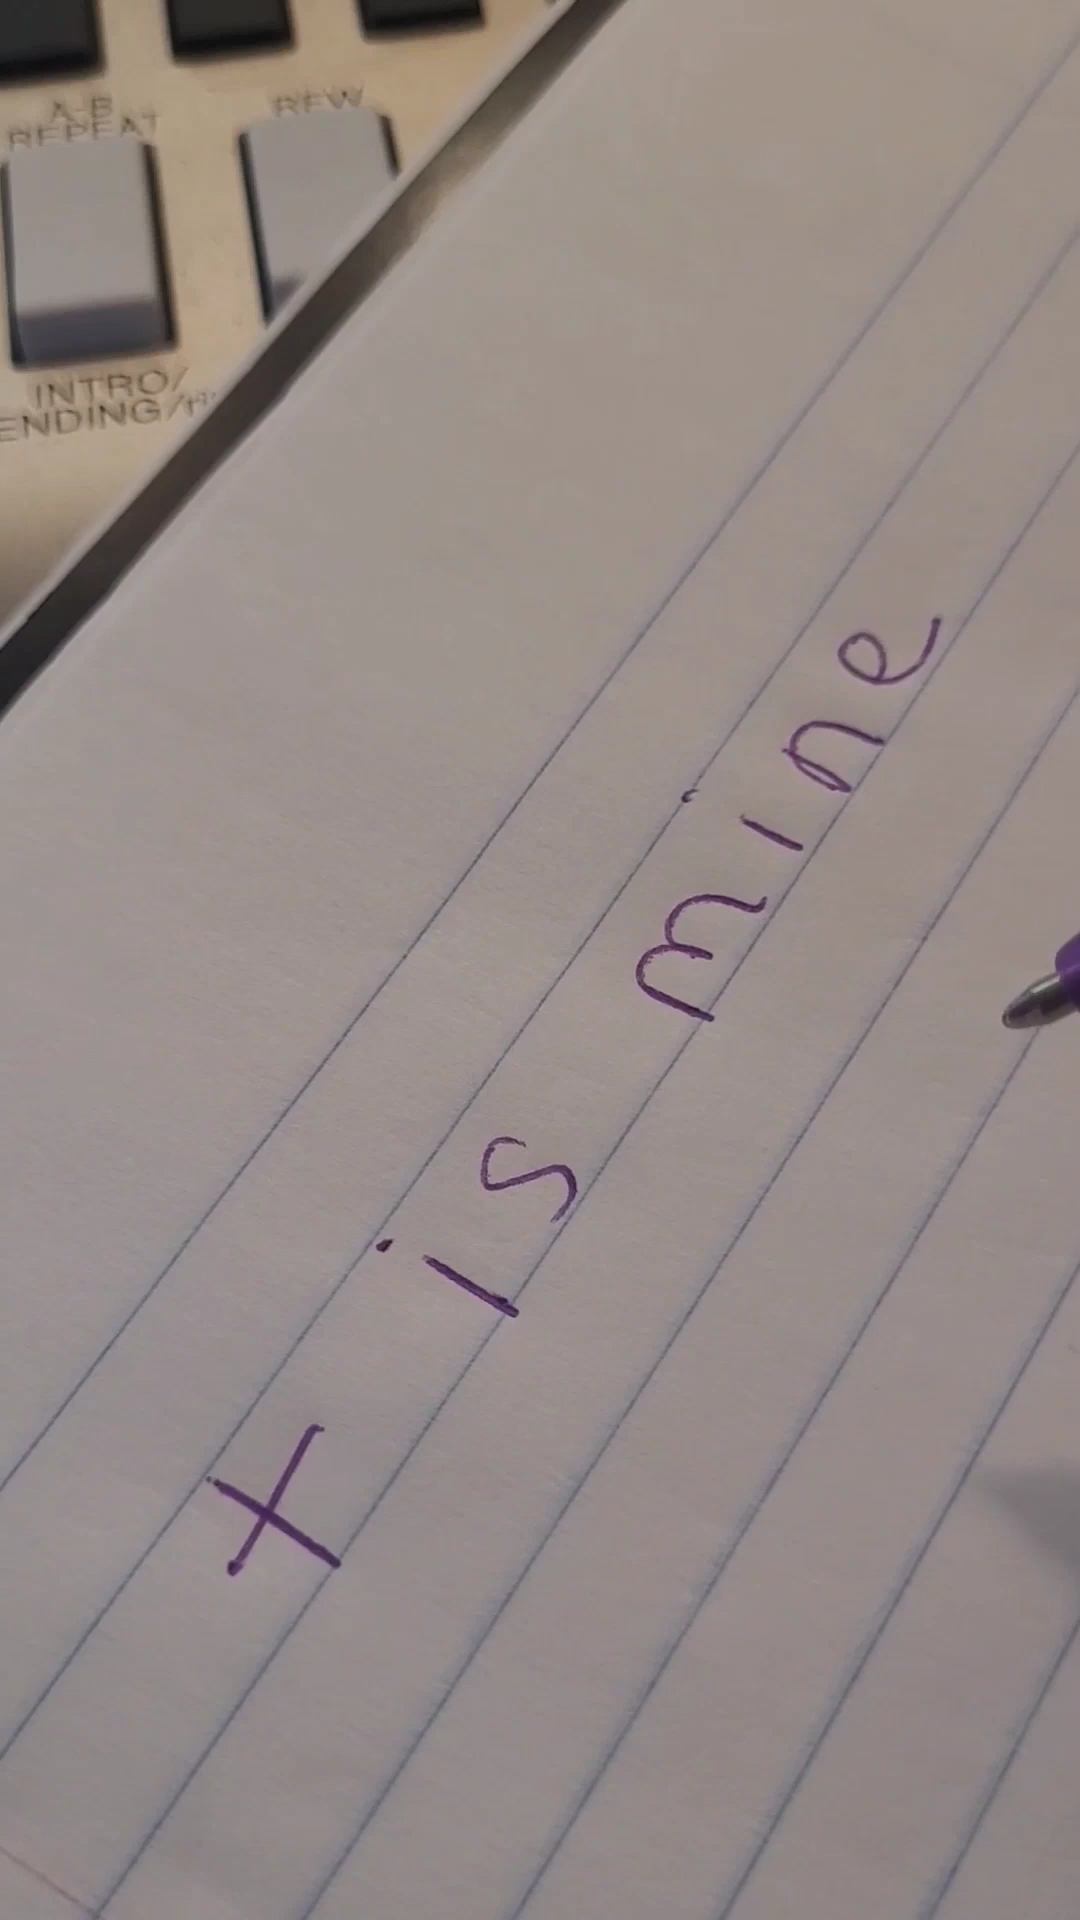 A-B
REPEAT
REW
INTRO/
ENDING/
t is mine